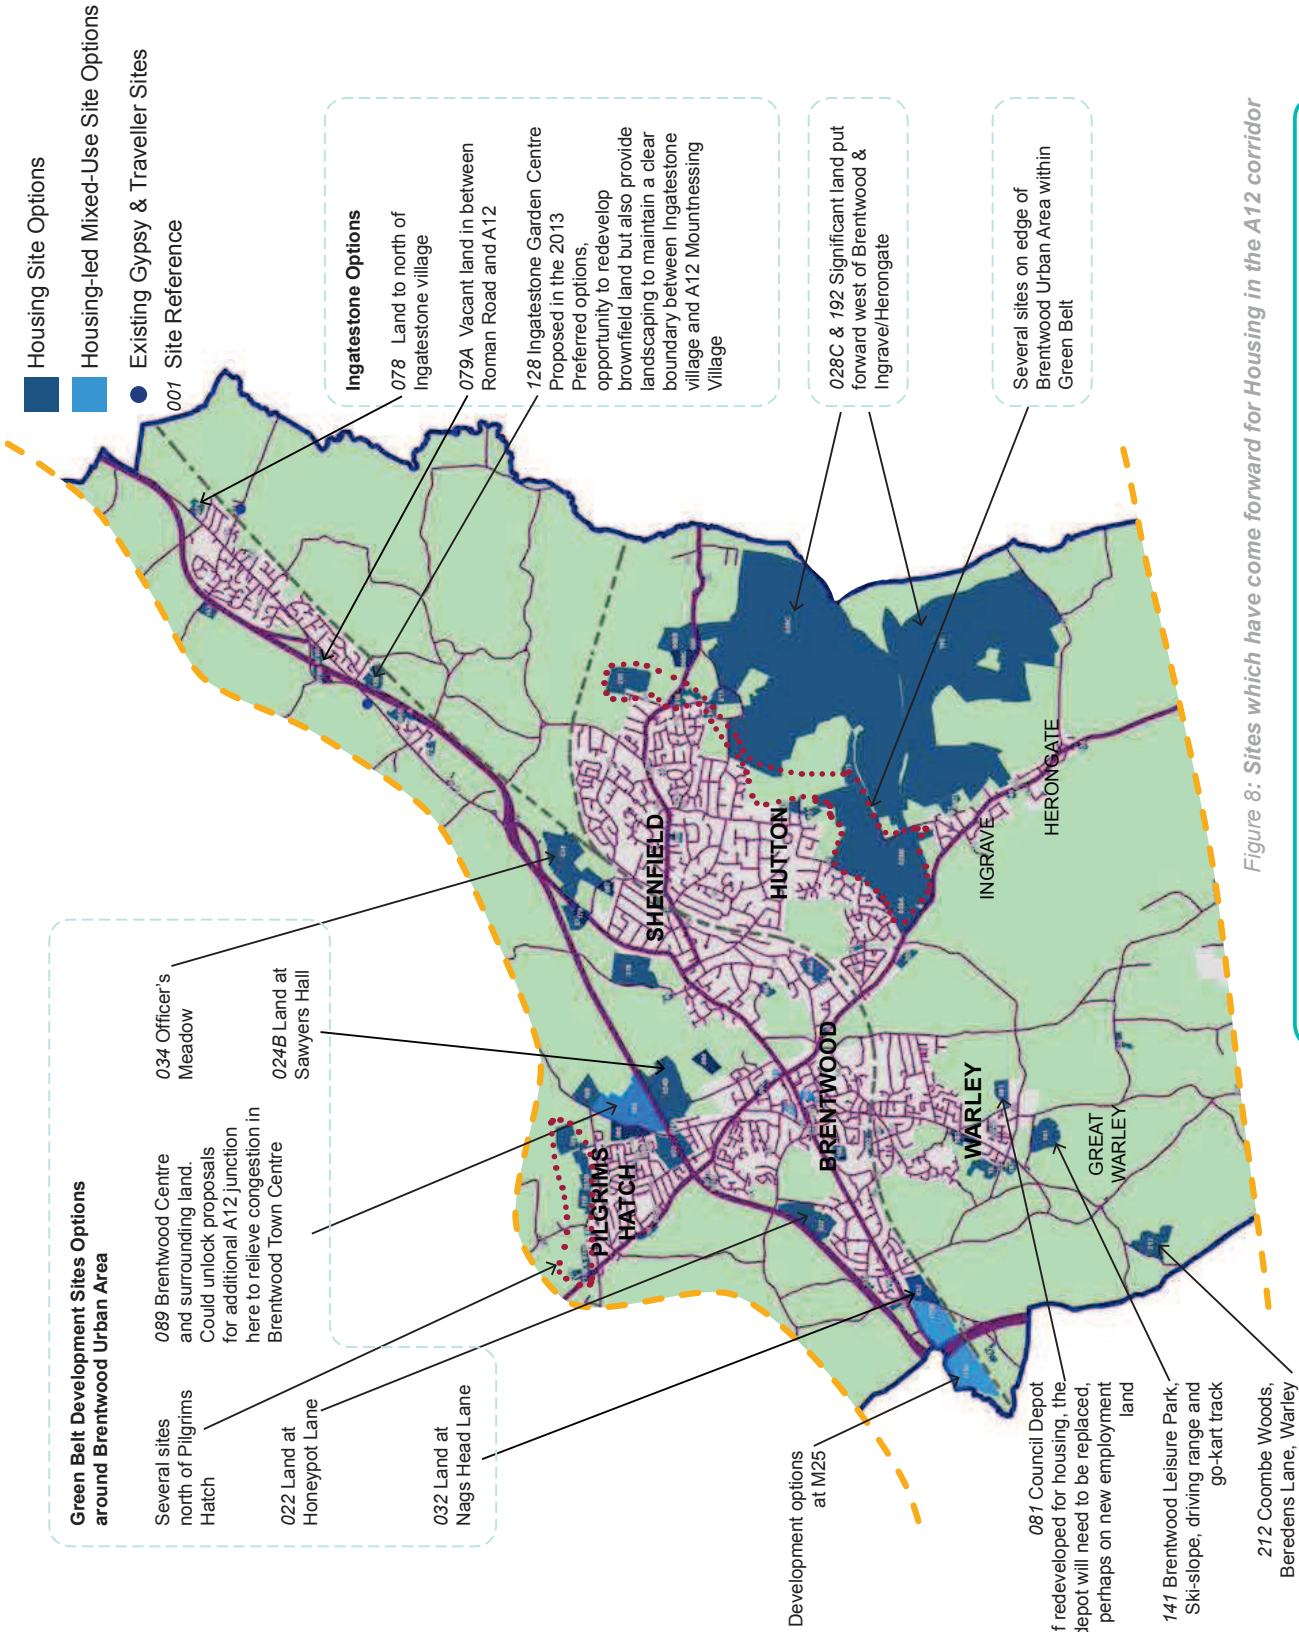 Housing Site Options
Housing-led Mixed-Use Site Options
Existing Gypsy & Traveller Sites
001 Site Reference
Green Belt Development Sites Options
around Brentwood Urban Area
Several sites
north of Pilgrims
Hatch
022 Land at
Honeypot Lane
032 Land at
Nags Head Lane
089 Brentwood Centre
and surrounding land.
Could unlock proposals
for additional A12 junction
here to relieve congestion in
Brentwood Town Centre
034 Officer's
Meadow
024B Land at
Sawyers Hall
Ingatestone Options
078 Land to north of
Ingatestone village
079A Vacant land in between
Roman Road and A12
128 Ingatestone Garden Centre
Proposed in the 2013
Preferred options,
opportunity to redevelop
brownfield land but also provide
landscaping to maintain a clear
boundary between Ingatestone
village and A12 Mountnessing
Village
028C & 192 Significant land put
forward west of Brentwood &
Ingrave/Herongate
Several sites on edge of
Brentwood Urban Area within
Green Belt
PILGRIMS
HATCH
SHENFIELD
HUTTON
BRENTWOOD
WARLEY
INGRAVE
HERONGATE
GREAT
WARLEY
Development options
at M25
081 Council Depot
f redeveloped for housing, the
depot will need to be replaced,
perhaps on new employment
land
141 Brentwood Leisure Park,
Ski-slope, driving range and
go-kart track
212 Coombe Woods,
Beredens Lane, Warley
Figure 8: Sites which have come forward for Housing in the A12 corridor